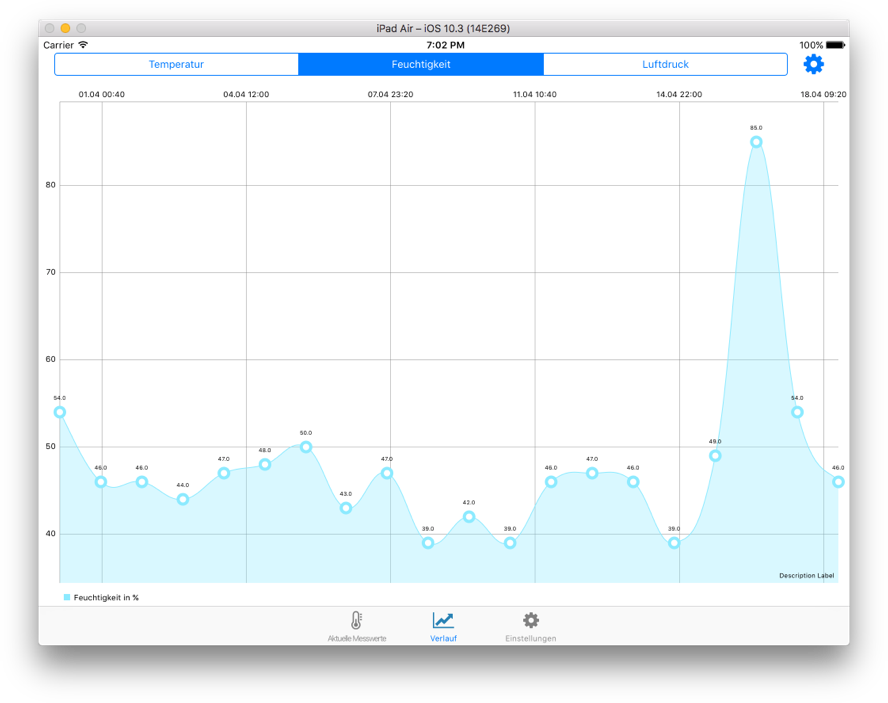 iPad Air – iOS 10.3 (14E269)
Carrier 7:02 PM 100%
Temperatur Feuchtigkeit Luftdruck
01.04 00:40 04.04 12:00 07.04 23:20 11.04 10:40 14.04 22:00 18.04 09:20
85.0
80
70
60
54.0 54.0
50.0
50
46.0 46.0 44.0 47.0 48.0 43.0 47.0 39.0 42.0 39.0 46.0 47.0 46.0 39.0 49.0 46.0
40
Description Label
Feuchtigkeit in %
Aktuelle Messwerte Verlauf Einstellungen